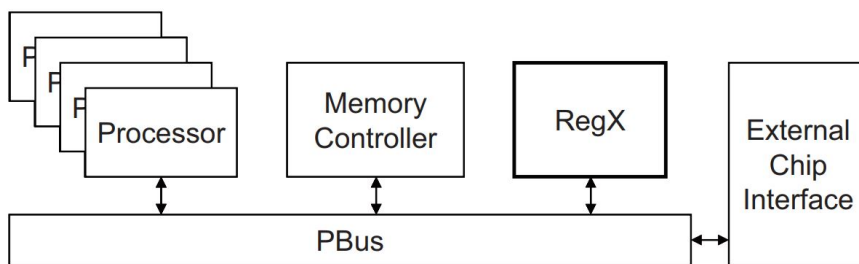 P
P
P
Processor
Memory
Controller
RegX
External
Chip
Interface
PBus